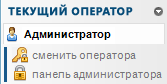 ТЕКУЩИЙ ОПЕРАТОР
Администратор
сменить оператора
панель администратора